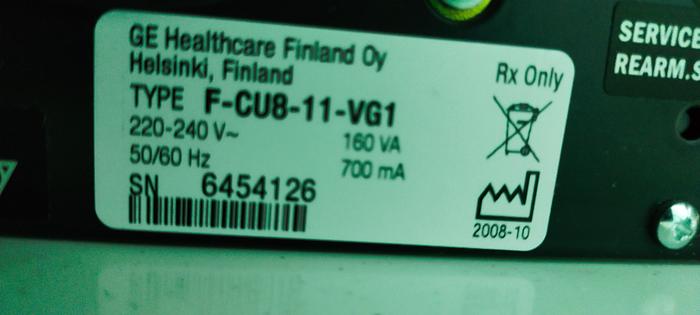 GE Healthcare Finland Oy
Helsinki, Finland
TYPE F-CU8-11-VG1
220-240 V~ 160 VA
50/60 Hz 700 mA
SN 6454126
Rx Only
2008-10
SERVICE
REARM.S